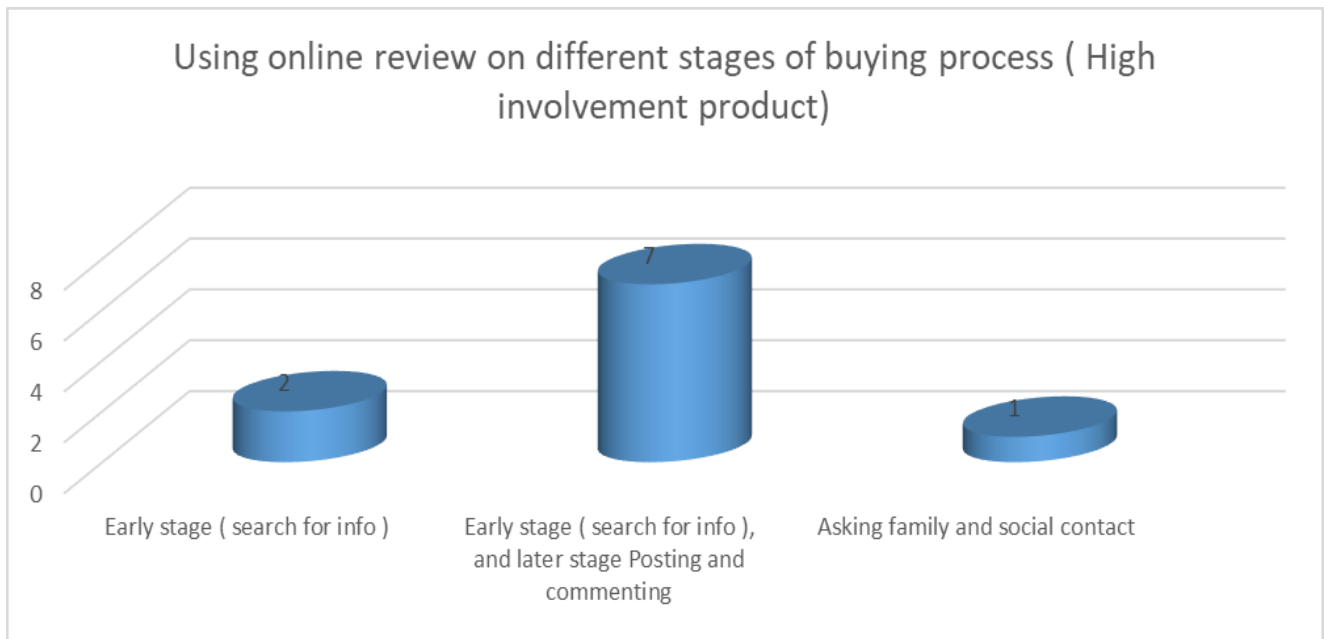 Using online review on different stages of buying process ( High
involvement product)
8
6
4
2
0
2
7
1
Early stage ( search for info )
Early stage ( search for info ),
and later stage Posting and
commenting
Asking family and social contact